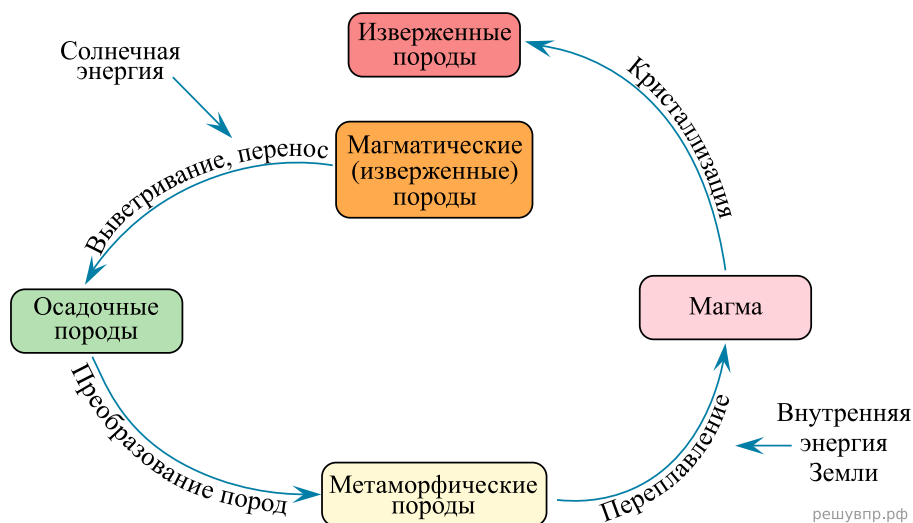 Изверженные
породы
Солнечная
энергия
Кристаллизация
Магматические
(изверженные)
породы
Выветривание, перенос
Осадочные
породы
Магма
Преобразование пород
Переплавление
Внутренняя
энергия
Земли
Метаморфические
породы
решувпр.рф